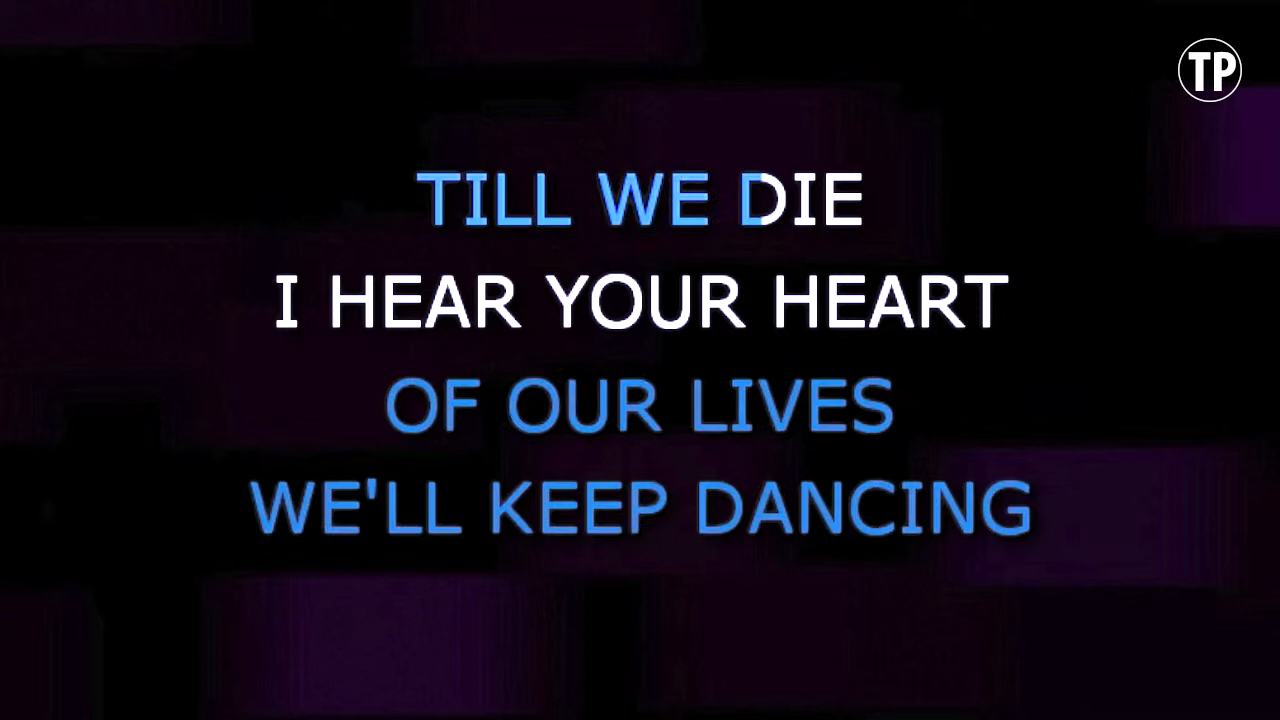 TP
TILL WE DIE
I HEAR YOUR HEART
OF OUR LIVES
WE'LL KEEP DANCING